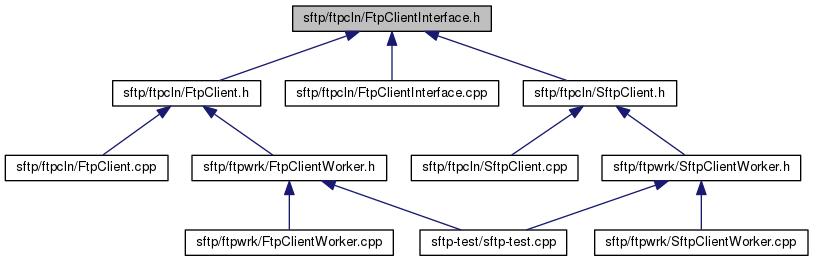 sftp/ftpcln/FtpClientInterface.h
sftp/ftpcln/FtpClient.h
sftp/ftpcln/FtpClientInterface.cpp
sftp/ftpcln/SftpClient.h
sftp/ftpcln/FtpClient.cpp
sftp/ftpwrk/FtpClientWorker.h
sftp/ftpcln/SftpClient.cpp
sftp/ftpwrk/SftpClientWorker.h
sftp/ftpwrk/FtpClientWorker.cpp
sftp-test/sftp-test.cpp
sftp/ftpwrk/SftpClientWorker.cpp